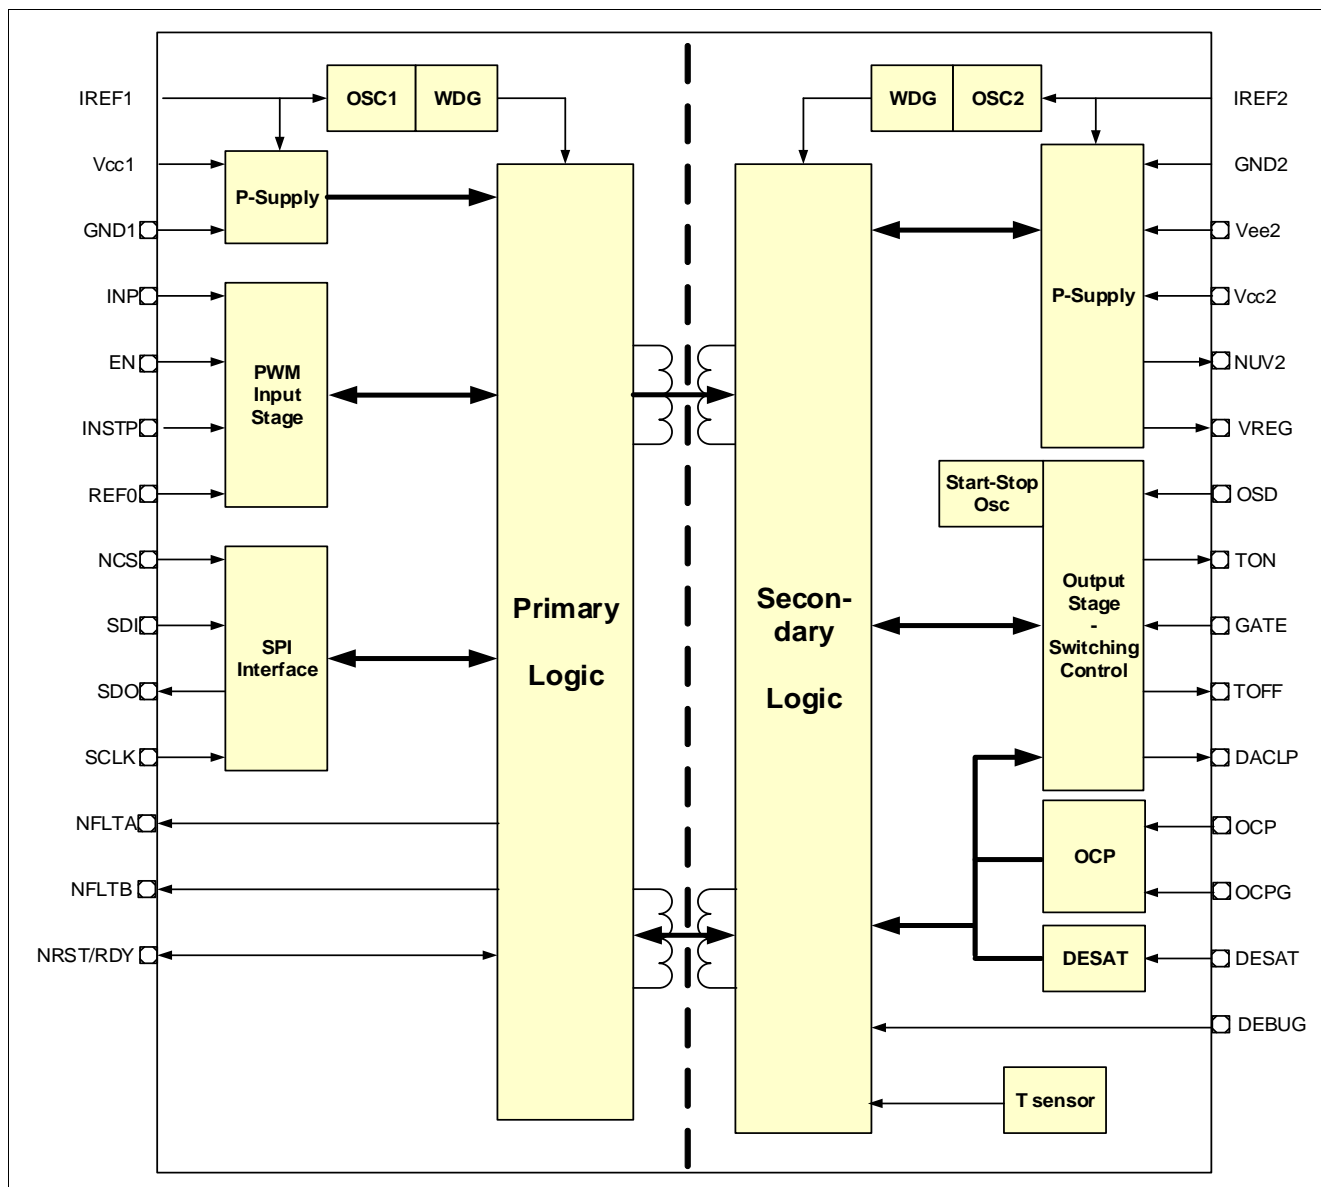 IREF1
OSC1
WDG
WDG
OSC2
IREF2
Vcc1
P-Supply
GND1
GND2
Vee2
P-Supply
Vcc2
NUV2
VREG
INP
EN
PWM
Input
Stage
INSTP
REF0
Start-Stop
Osc
OSD
NCS
SDI
SPI
Interface
SDO
SCLK
Primary
Logic
Secon-
dary
Logic
Output
Stage
-
Switching
Control
TON
GATE
TOFF
DACLP
NFLTA
NFLTB
NRST/RDY
OCP
OCP
OCPG
DESAT
DESAT
DEBUG
T sensor